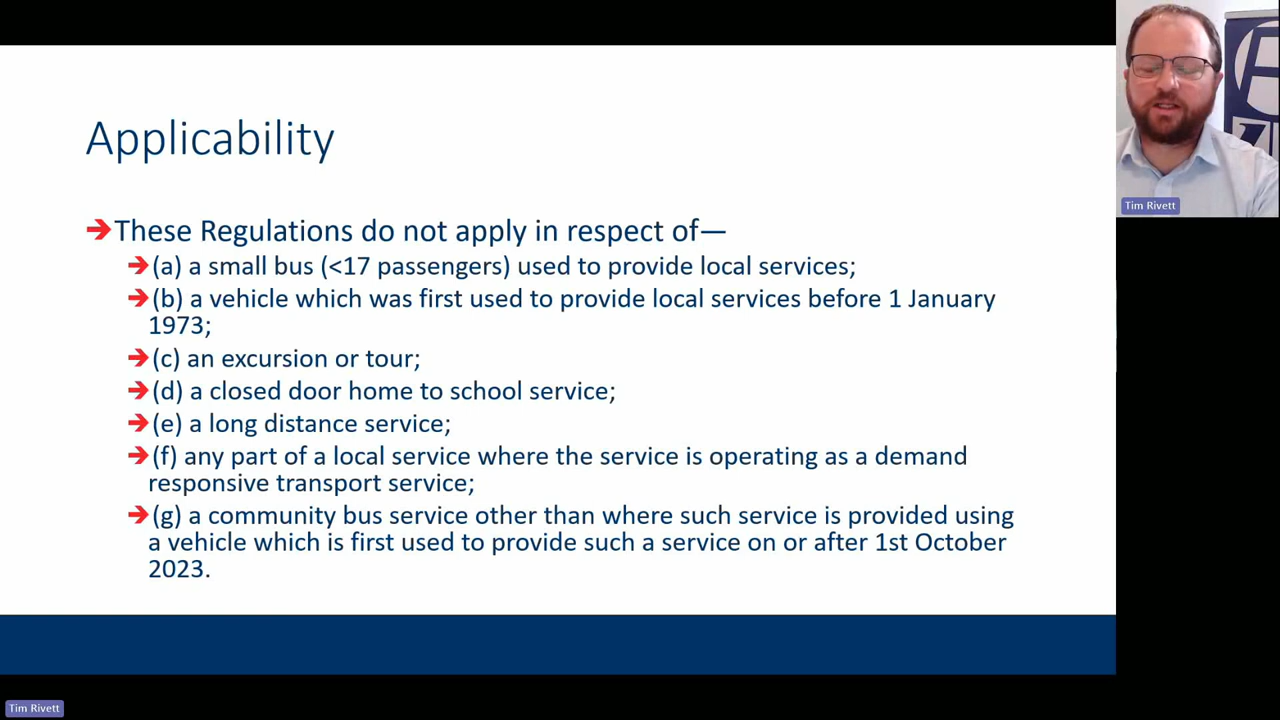 Applicability
➔These Regulations do not apply in respect of—
➔(a) a small bus (<17 passengers) used to provide local services;
➔(b) a vehicle which was first used to provide local services before 1 January
1973;
➔(c) an excursion or tour;
➔(d) a closed door home to school service;
➔(e) a long distance service;
➔(f) any part of a local service where the service is operating as a demand
responsive transport service;
➔(g) a community bus service other than where such service is provided using
a vehicle which is first used to provide such a service on or after 1st October
2023.
Tim Rivett
Tim Rivett